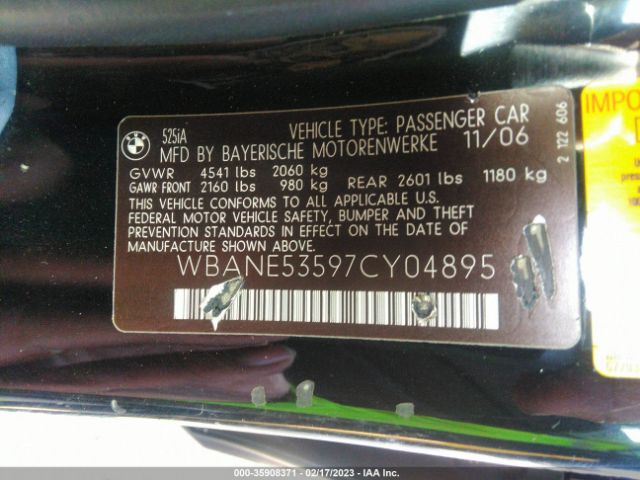 BMW
525iA
VEHICLE TYPE: PASSENGER CAR
MFD BY BAYERISCHE MOTORENWERKE 11/06
GVWR 4541 lbs 2060 kg
GAWR FRONT 2160 lbs 980 kg REAR 2601 lbs 1180 kg
THIS VEHICLE CONFORMS TO ALL APPLICABLE U.S.
FEDERAL MOTOR VEHICLE SAFETY, BUMPER AND THEFT
PREVENTION STANDARDS IN EFFECT ON THE DATE OF
MANUFACTURE SHOWN ABOVE.
WBANE53597CY04895
2 122 606
IMPO
000-35908371 - 02/17/2023 - IAA Inc.